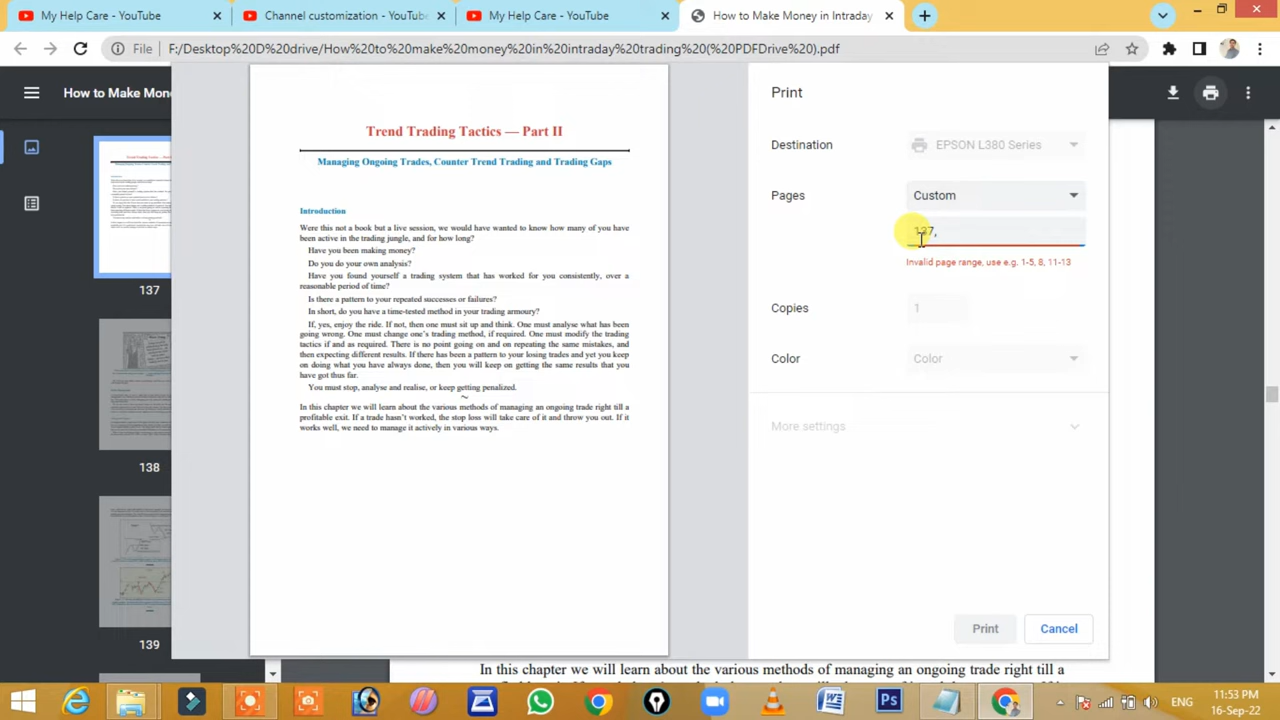 My Help Care - YouTube
Channel customization - YouTube
My Help Care - YouTube
How to Make Money in Intraday
File
F:/Desktop%20D%20drive/How%20to%20make%20money%20in%20intraday%20trading%20(%20PDFDrive%20).pdf
How to Make Mone
137
138
139
Trend Trading Tactics — Part II
Managing Ongoing Trades, Counter Trend Trading and Trading Gaps
Introduction
Were this not a book but a live session, we would have wanted to know how many of you have
been active in the trading jungle, and for how long?
Have you been making money?
Do you do your own analysis?
Have you found yourself a trading system that has worked for you consistently, over a
reasonable period of time?
Is there a pattern to your repeated successes or failures?
In short, do you have a time-tested method in your trading armoury?
If, yes, enjoy the ride. If not, then one must sit up and think. One must analyse what has been
going wrong. One must change one's trading method, if required. One must modify the trading
tactics if and as required. There is no point going on and on repeating the same mistakes, and
then expecting different results. If there has been a pattern to your losing trades and yet you keep
on doing what you have always done, then you will keep on getting the same results that you
have got thus far.
You must stop, analyse and realise, or keep getting penalized.
~
In this chapter we will learn about the various methods of managing an ongoing trade right till a
profitable exit. If a trade hasn't worked, the stop loss will take care of it and throw you out. If it
works well, we need to manage it actively in various ways.
Print
Destination
EPSON L380 Series
Pages
Custom
137,
Invalid page range, use e.g. 1-5, 8, 11-13
Copies
1
Color
Color
More settings
Print
Cancel
In this chapter we will learn about the various methods of managing an ongoing trade right till a
Ps
ENG
11:53 PM
16-Sep-22